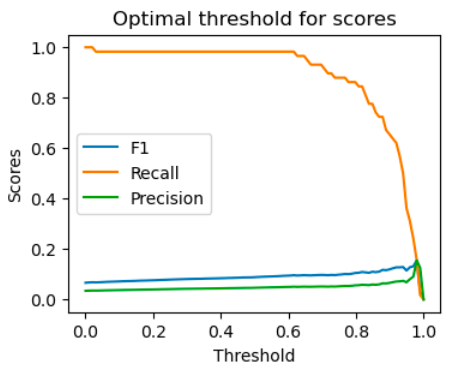 Optimal threshold for scores
1.0
0.8
0.6
0.4
0.2
0.0
Scores
F1
Recall
Precision
0.0 0.2 0.4 0.6 0.8 1.0
Threshold